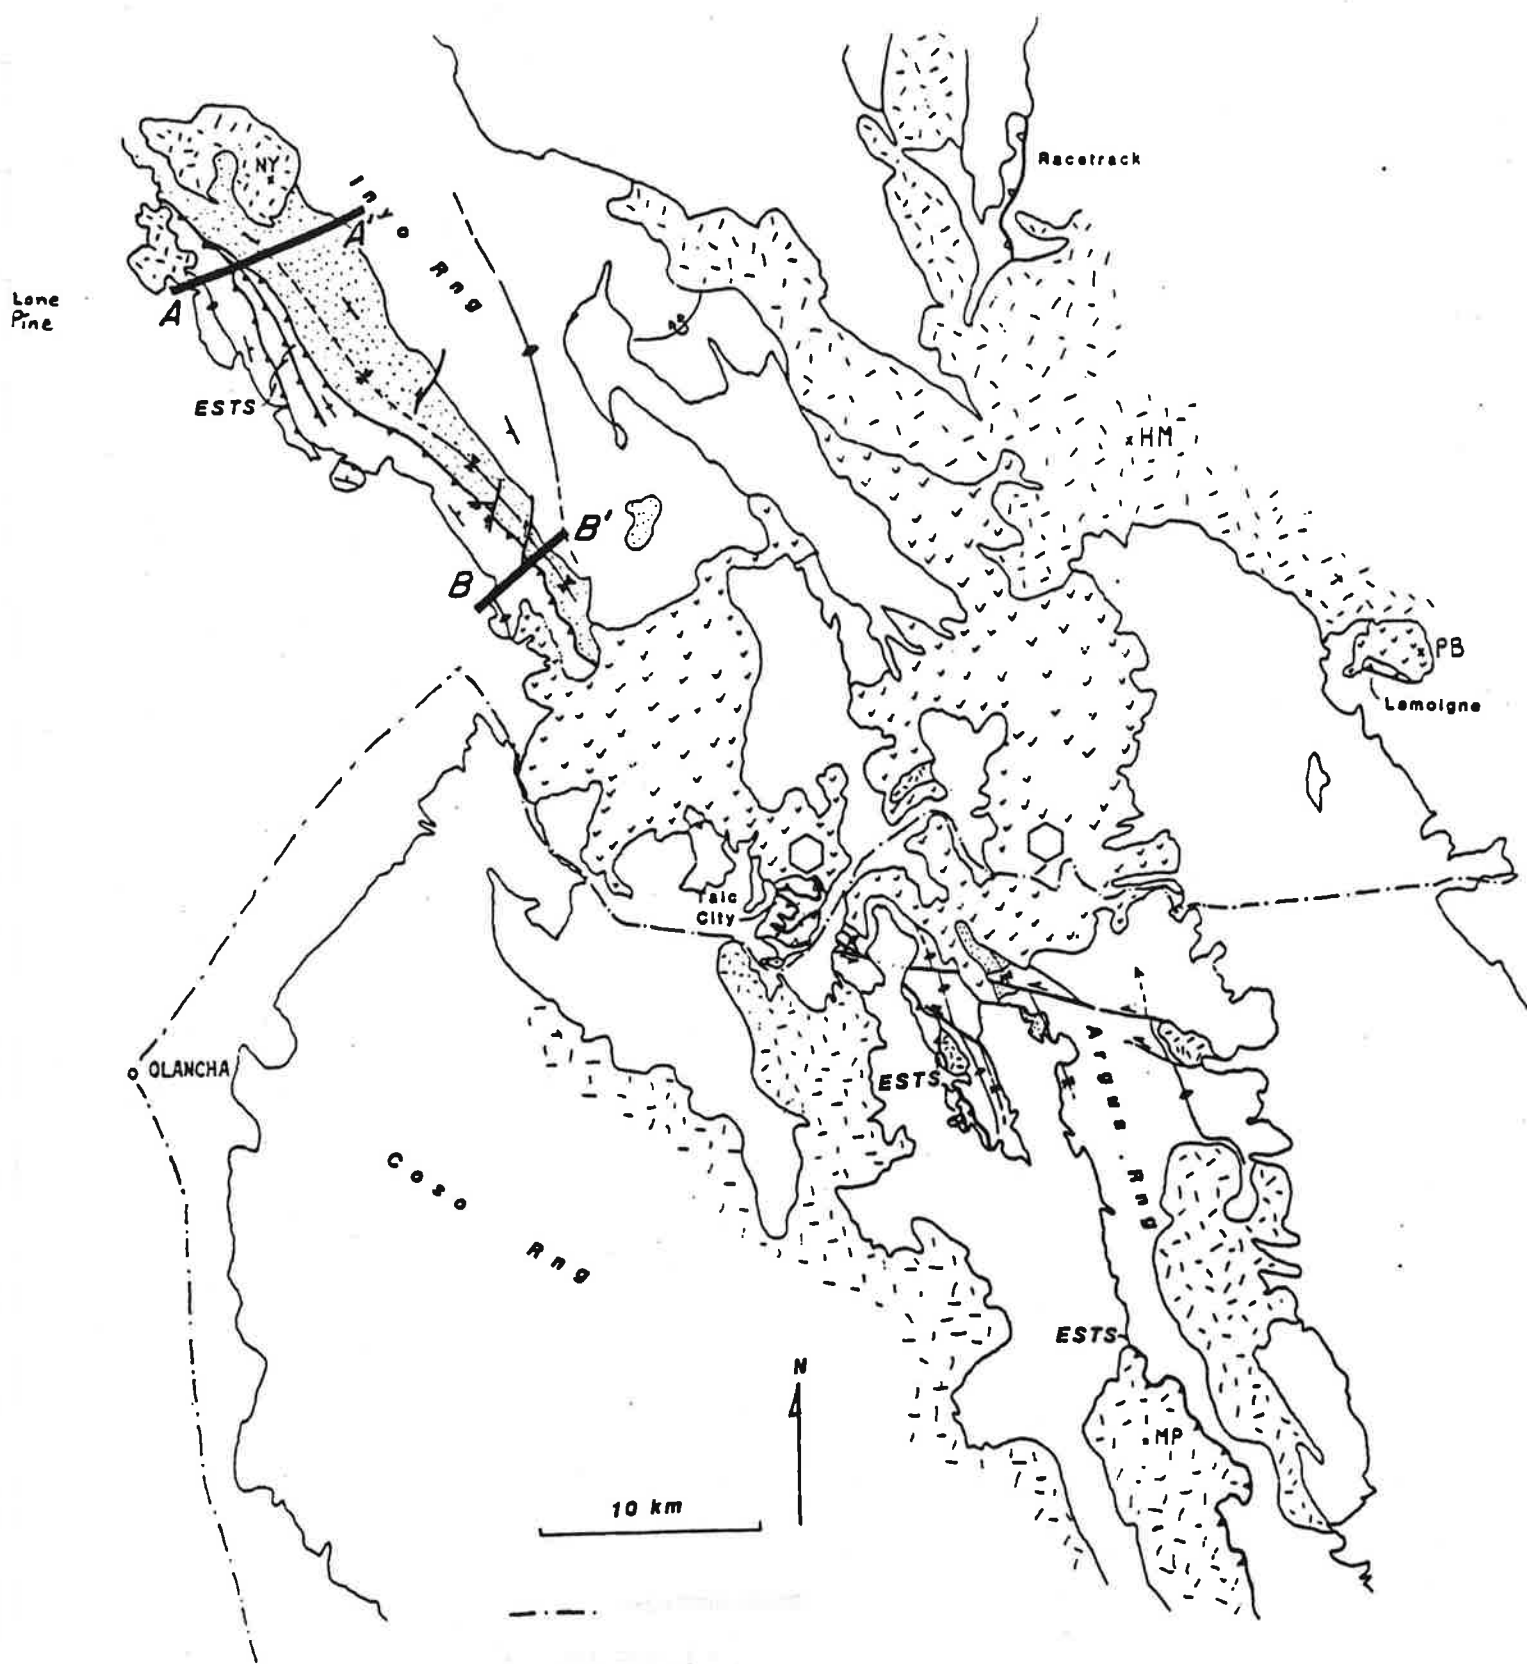 NY
Inyo Rng
Racetrack
A'
A
Lone
Pine
ESTS
HM
B'
B
PB
Lemoigne
Talc
City
OLANCHA
ESTS
Argus Rng
Coso
Rng
ESTS
N
MP
10 km